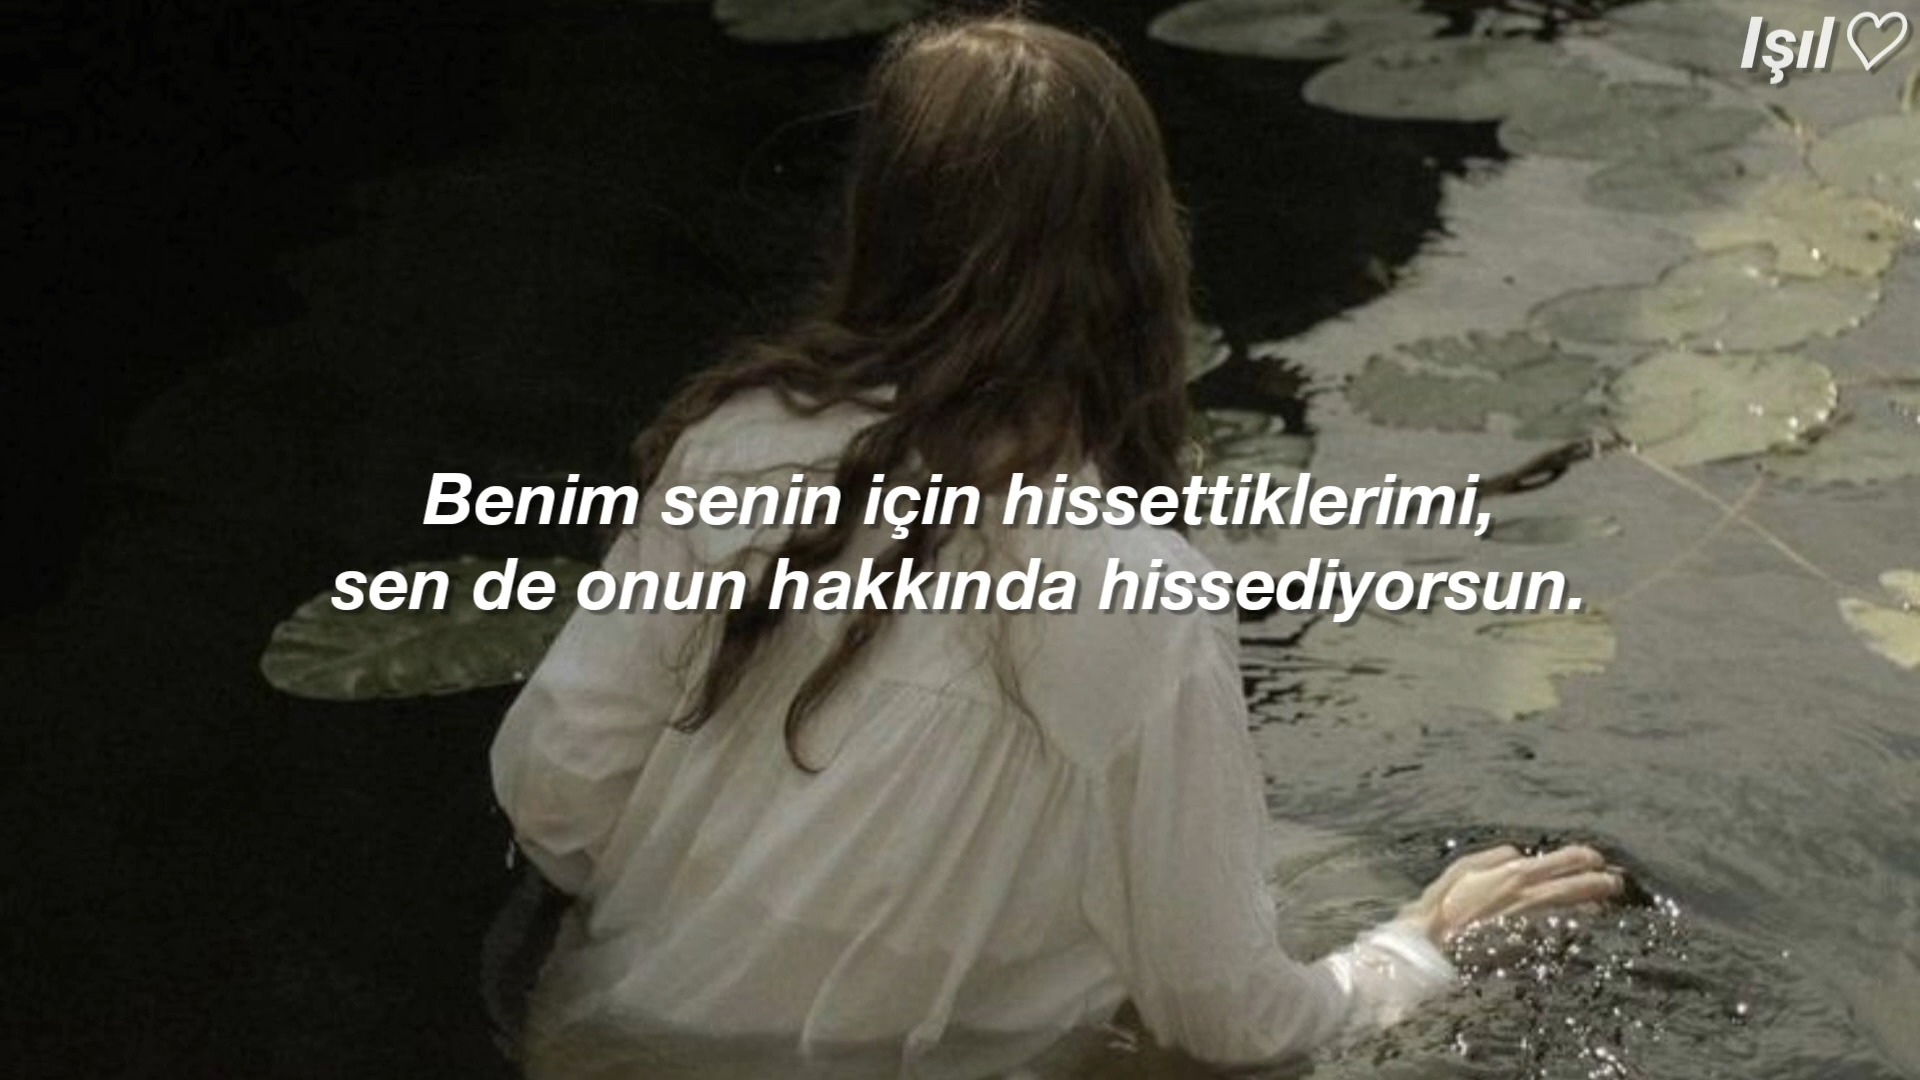 Işıl♡
Benim senin için hissettiklerimi,
sen de onun hakkında hissediyorsun.